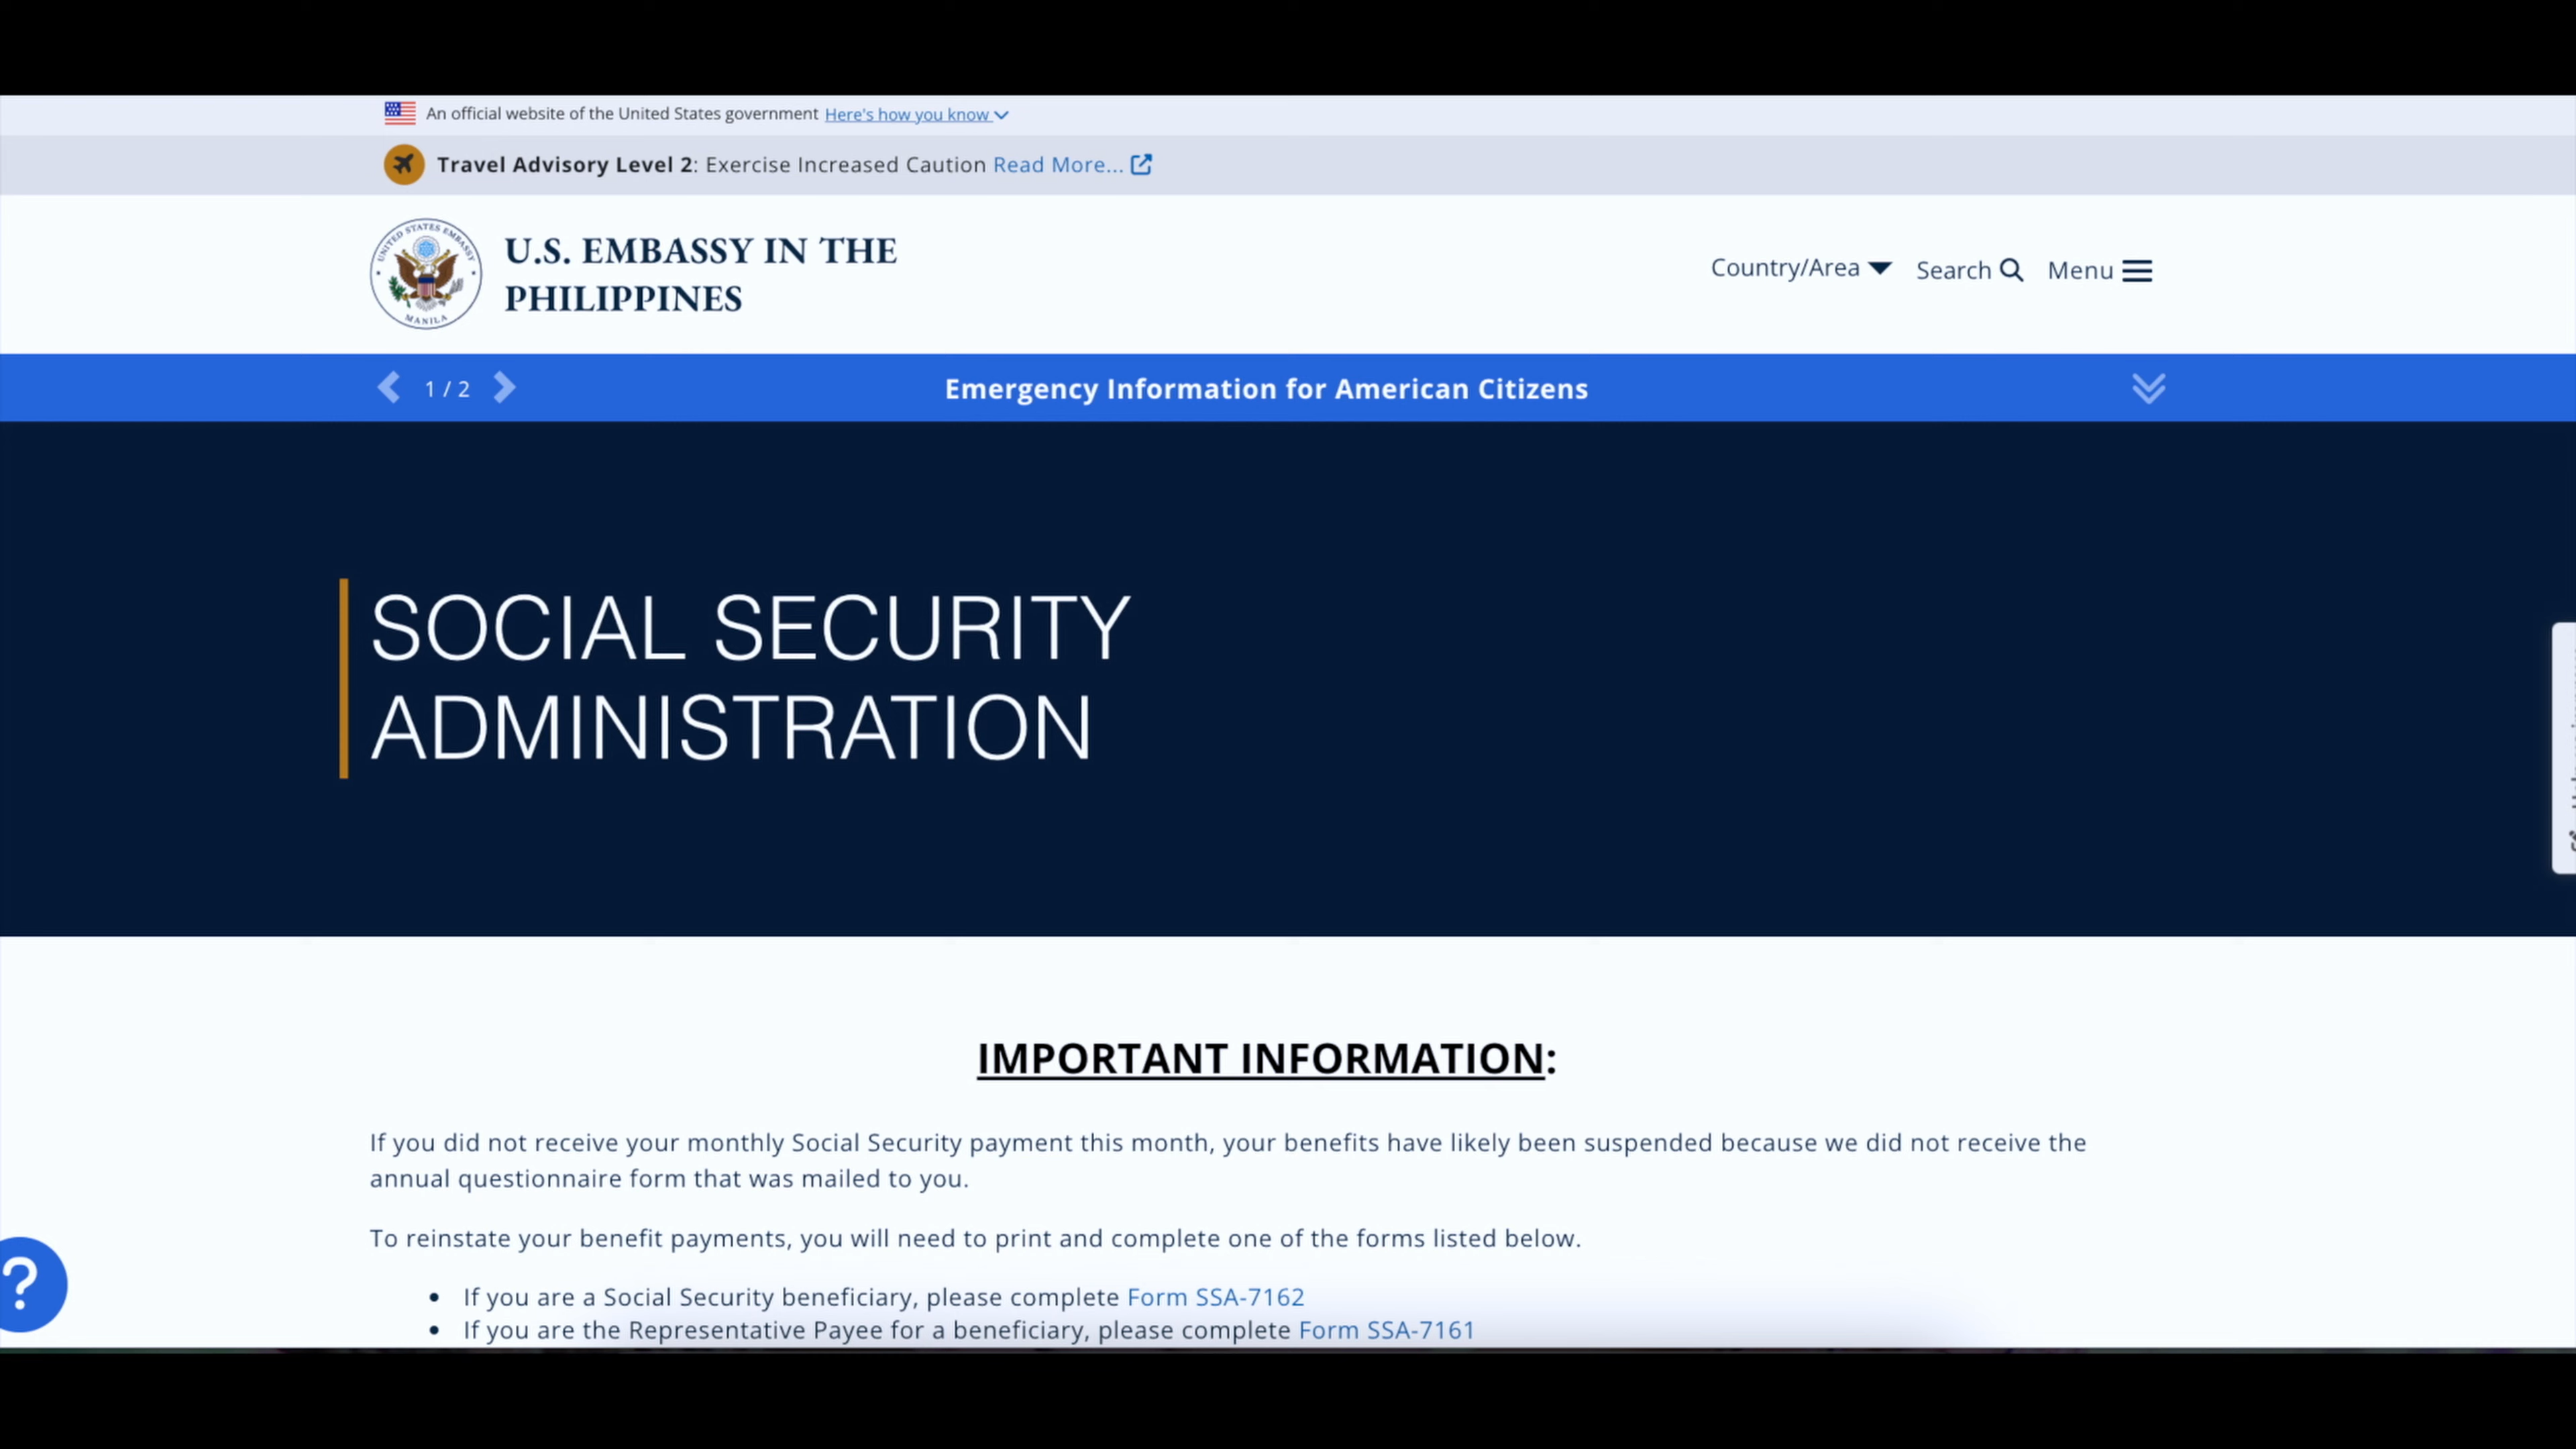 An official website of the United States government Here's how you know
Travel Advisory Level 2: Exercise Increased Caution Read More...
UNITED STATES EMBASSY
MANILA
U.S. EMBASSY IN THE
PHILIPPINES
Country/Area
Search
Menu
1 / 2
Emergency Information for American Citizens
SOCIAL SECURITY
ADMINISTRATION
IMPORTANT INFORMATION:
If you did not receive your monthly Social Security payment this month, your benefits have likely been suspended because we did not receive the
annual questionnaire form that was mailed to you.
To reinstate your benefit payments, you will need to print and complete one of the forms listed below.
• If you are a Social Security beneficiary, please complete Form SSA-7162
• If you are the Representative Payee for a beneficiary, please complete Form SSA-7161
?